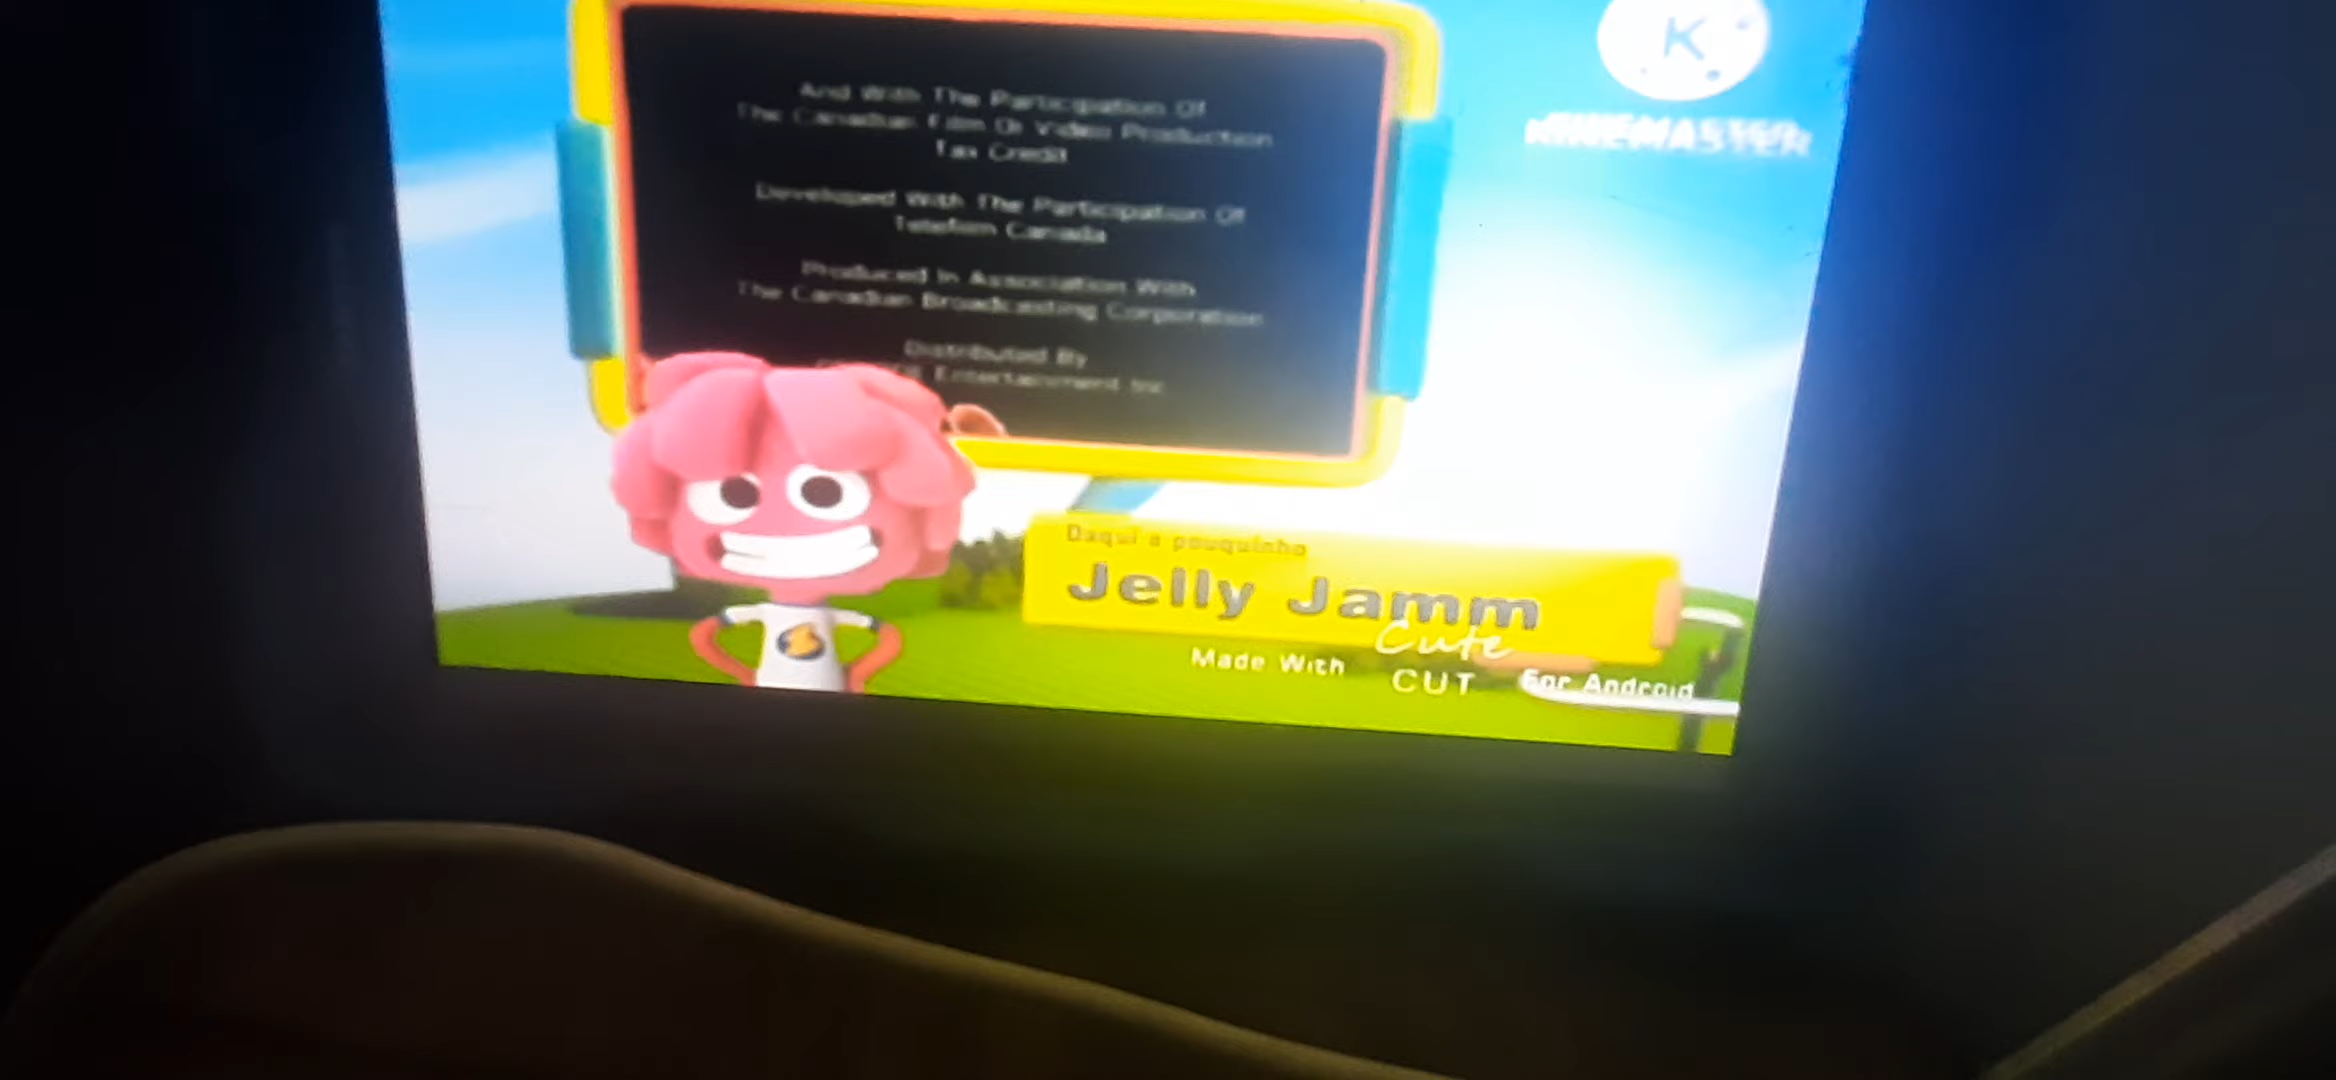 And With The Participation Of
The Canadian Film Or Video Production
Tax Credit
Developed With The Participation Of
Telefilm Canada
Produced In Association With
The Canadian Broadcasting Corporation
Distributed By
Entertainment Inc
K
KINEMASTER
Daqui a pouquinho
Jelly Jamm
Cute
CUT
Made With
For Android